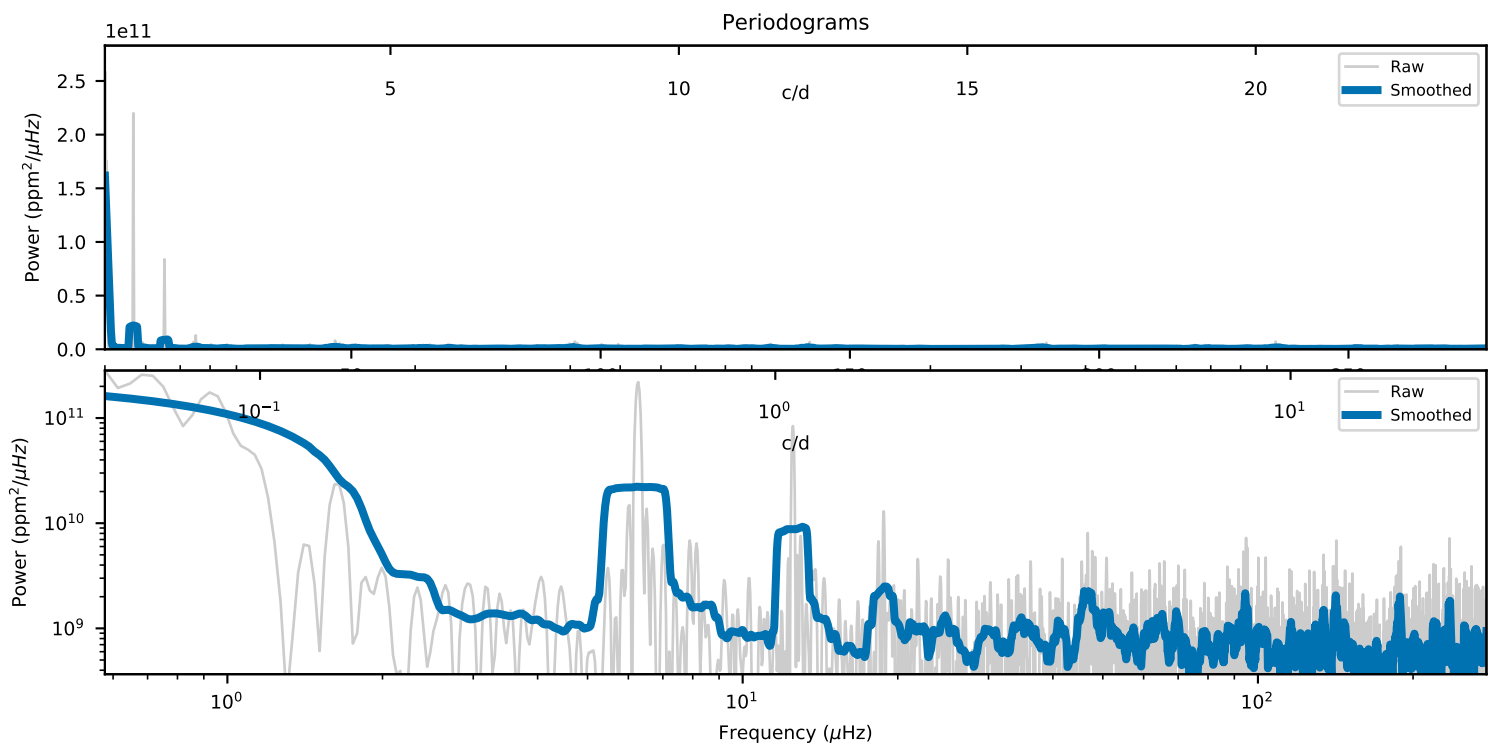 Periodograms
1e11
5 10 15 20
c/d
Raw
Smoothed
2.5
2.0
1.5
1.0
0.5
0.0
Power (ppm²/μHz)
10⁻¹ 10⁰ 10¹
c/d
Raw
Smoothed
10¹¹
10¹⁰
10⁹
Power (ppm²/μHz)
10⁰ 10¹ 10²
Frequency (μHz)